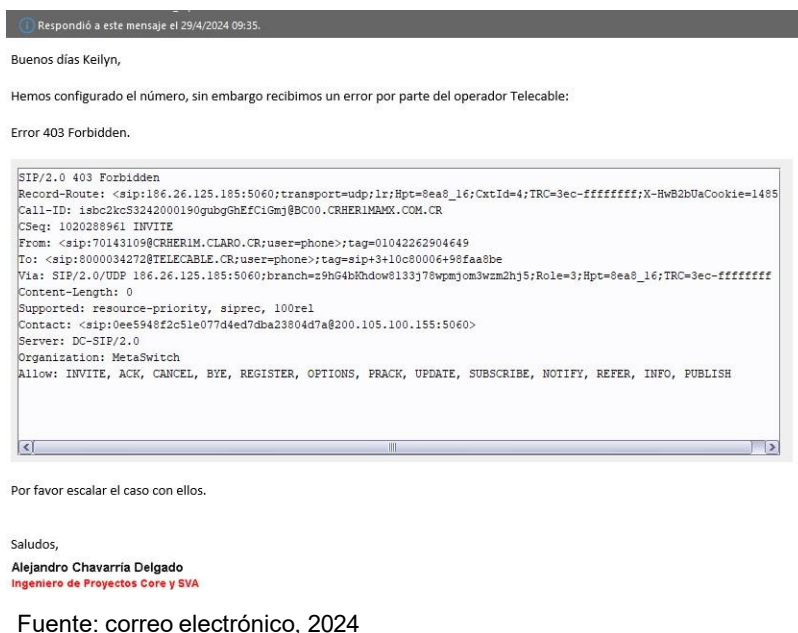 Respondió a este mensaje el 29/4/2024 09:35.
Buenos días Keilyn,
Hemos configurado el número, sin embargo recibimos un error por parte del operador Telecable:
Error 403 Forbidden.
SIP/2.0 403 Forbidden
Record-Route: <sip:186.26.125.185:5060;transport=udp;lr;Hpt=8ea8_16;CxtId=4;TRC=3ec-ffffffff;X-HwB2bUaCookie=1485
Call-ID: isbc2kcS3242000190gubgGhEfCiGmj@BC00.CRHER1MAMX.COM.CR
CSeq: 1020288961 INVITE
From: <sip:70143109@CRHER1M.CLARO.CR;user=phone>;tag=01042262904649
To: <sip:8000034272@TELECABLE.CR;user=phone>;tag=sip+3+10c80006+98faa8be
Via: SIP/2.0/UDP 186.26.125.185:5060;branch=z9hG4bKhdow8133j78wpmjom3wzm2hj5;Role=3;Hpt=8ea8_16;TRC=3ec-ffffffff
Content-Length: 0
Supported: resource-priority, siprec, 100rel
Contact: <sip:0ee5948f2c51e077d4ed7dba23804d7a@200.105.100.155:5060>
Server: DC-SIP/2.0
Organization: MetaSwitch
Allow: INVITE, ACK, CANCEL, BYE, REGISTER, OPTIONS, PRACK, UPDATE, SUBSCRIBE, NOTIFY, REFER, INFO, PUBLISH
Por favor escalar el caso con ellos.
Saludos,
Alejandro Chavarría Delgado
Ingeniero de Proyectos Core y SVA
Fuente: correo electrónico, 2024